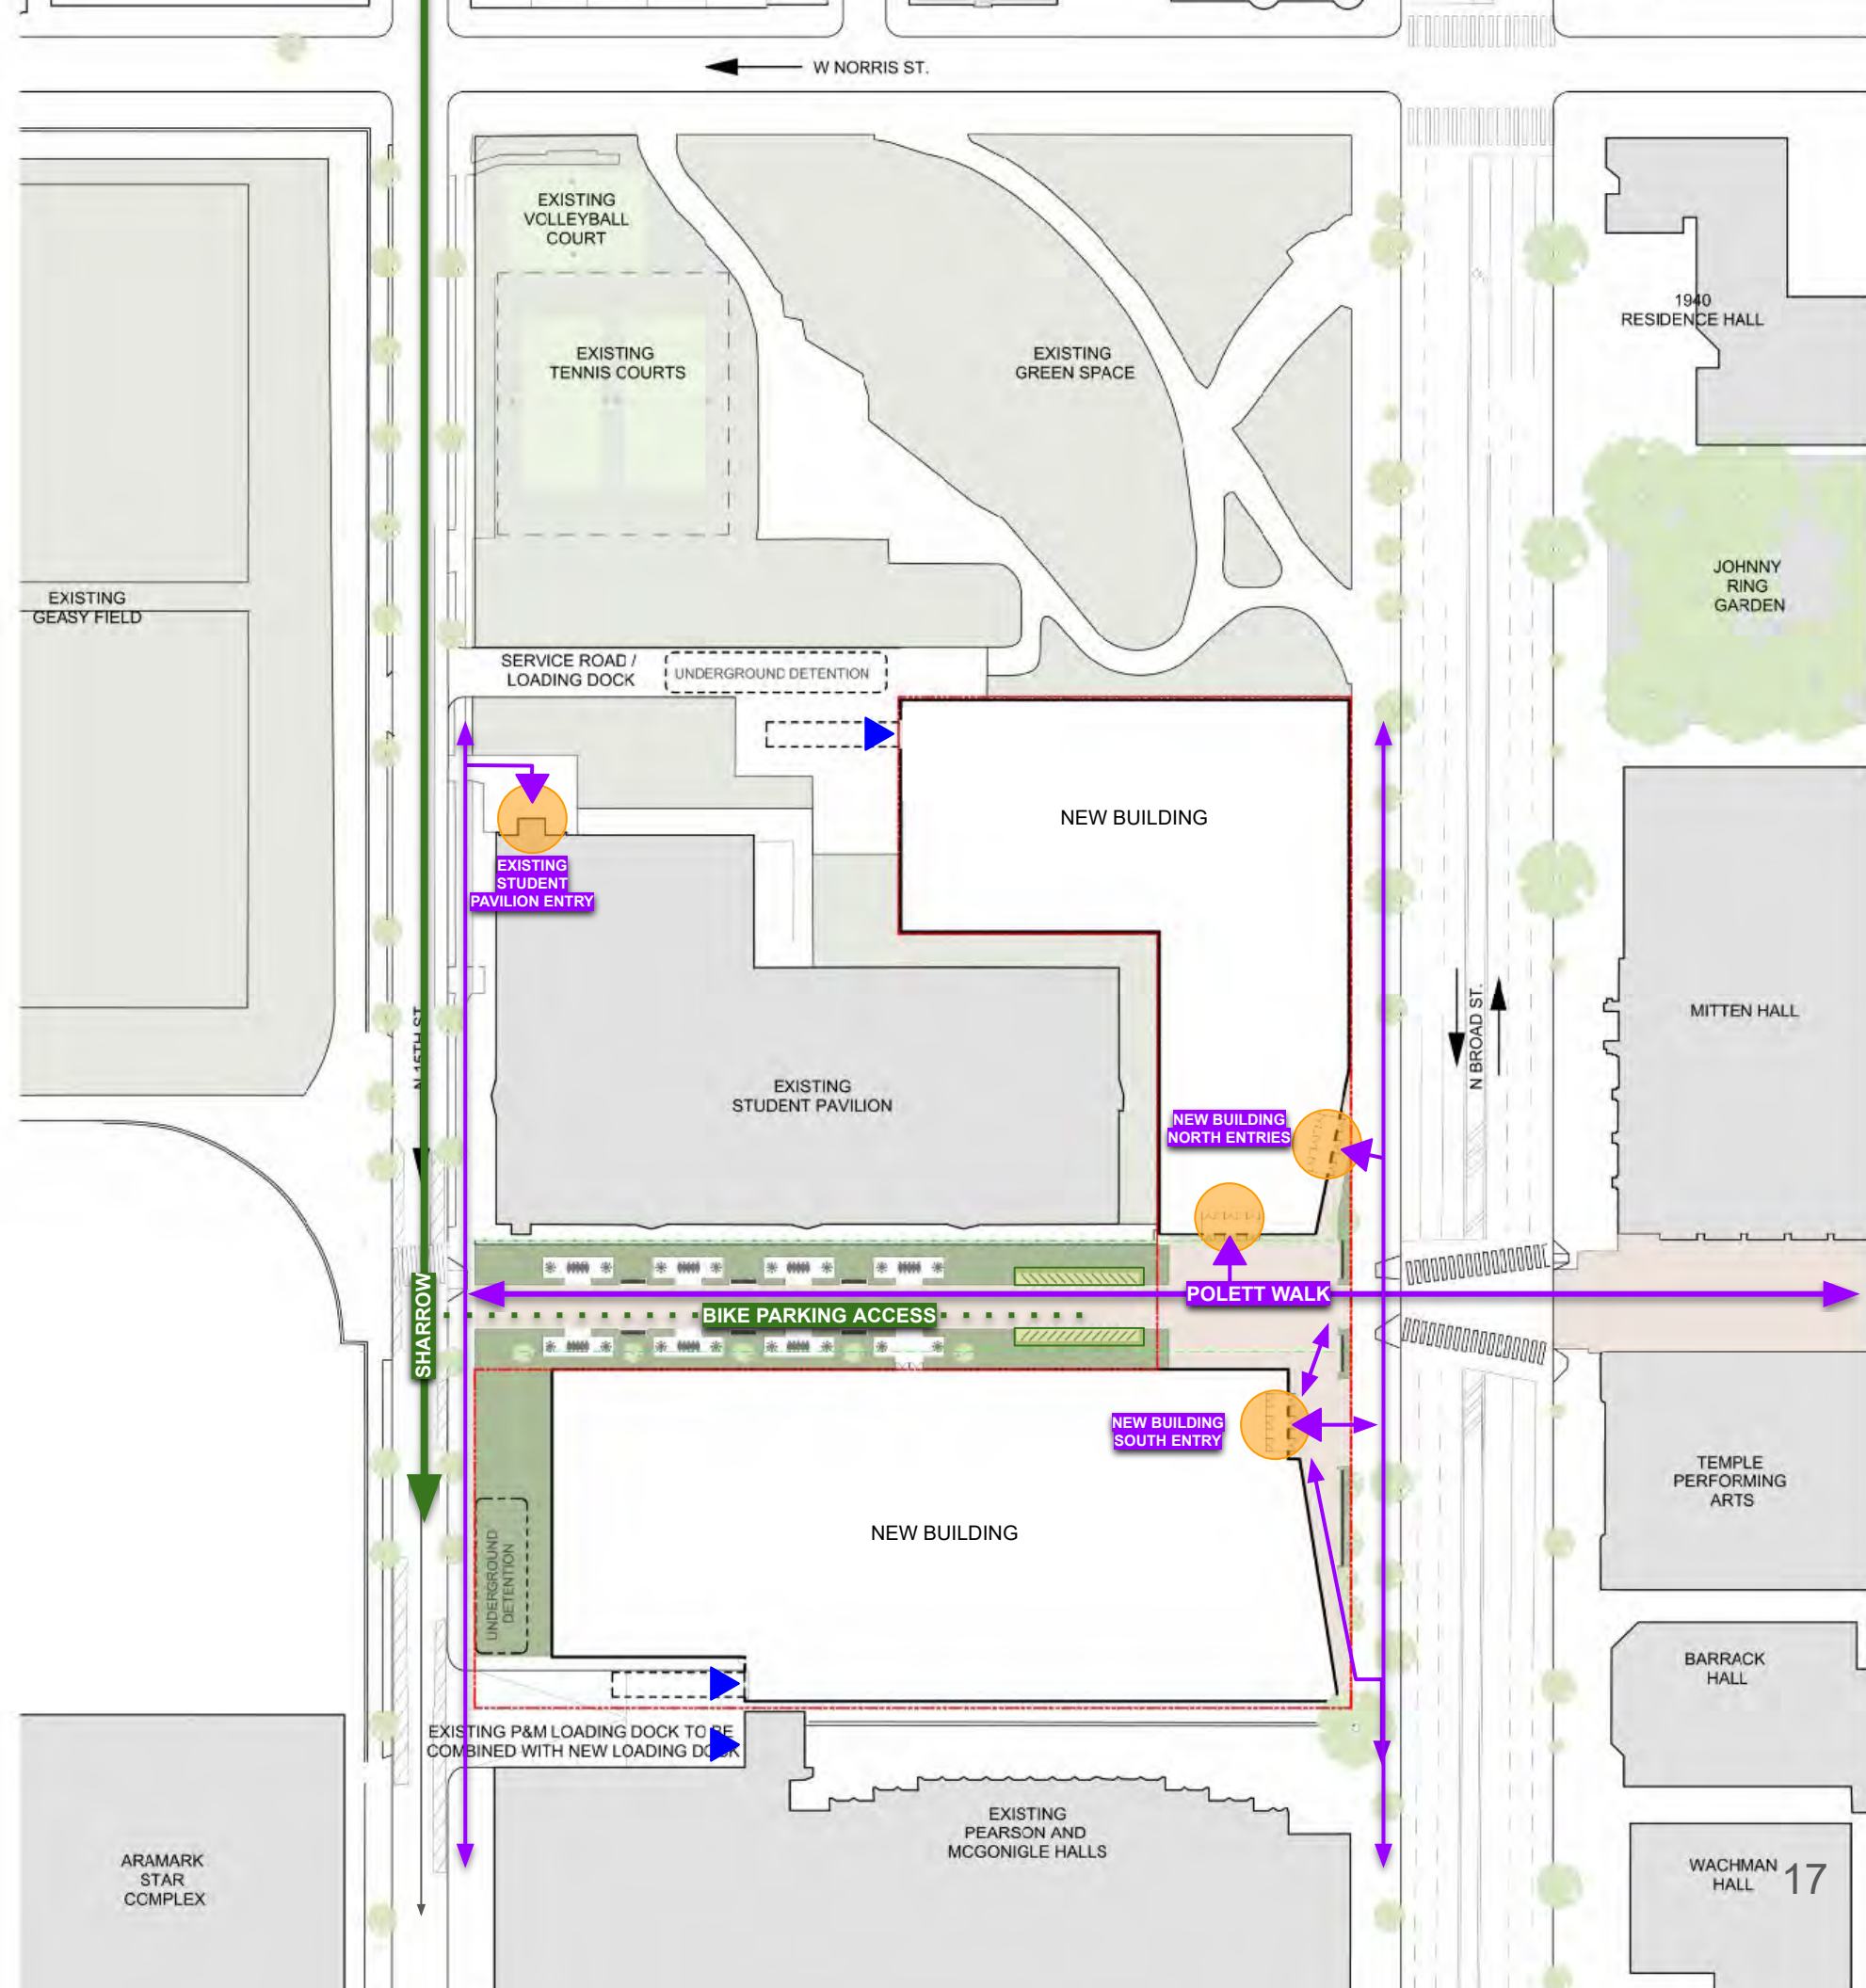 W NORRIS ST.
EXISTING
VOLLEYBALL
COURT
1940
RESIDENCE HALL
EXISTING
TENNIS COURTS
EXISTING
GREEN SPACE
EXISTING
GEASY FIELD
JOHNNY
RING
GARDEN
SERVICE ROAD /
LOADING DOCK
UNDERGROUND DETENTION
NEW BUILDING
EXISTING
STUDENT
PAVILION ENTRY
N 15TH ST.
N BROAD ST.
MITTEN HALL
EXISTING
STUDENT PAVILION
NEW BUILDING
NORTH ENTRIES
POLETT WALK
BIKE PARKING ACCESS
SHARROW
NEW BUILDING
SOUTH ENTRY
TEMPLE
PERFORMING
ARTS
NEW BUILDING
UNDERGROUND
DETENTION
BARRACK
HALL
EXISTING P&M LOADING DOCK TO BE
COMBINED WITH NEW LOADING DOCK
EXISTING
PEARSON AND
MCGONIGLE HALLS
ARAMARK
STAR
COMPLEX
WACHMAN
HALL
17